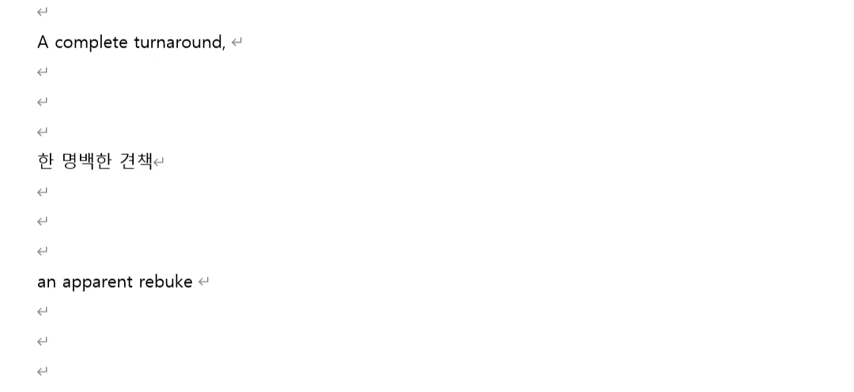 A complete turnaround,
한 명백한 견책
an apparent rebuke